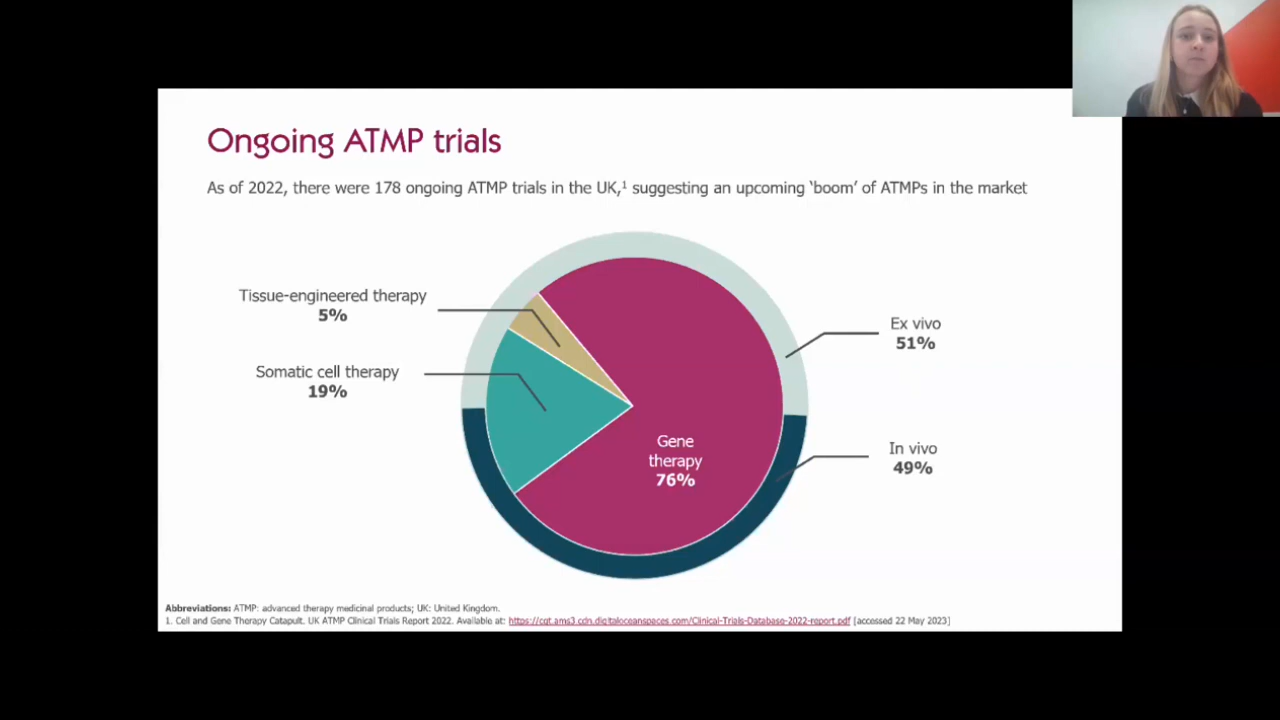 Ongoing ATMP trials
As of 2022, there were 178 ongoing ATMP trials in the UK,¹ suggesting an upcoming ‘boom’ of ATMPs in the market
Tissue-engineered therapy
5%
Somatic cell therapy
19%
Gene
therapy
76%
Ex vivo
51%
In vivo
49%
Abbreviations: ATMP: advanced therapy medicinal products; UK: United Kingdom.
1. Cell and Gene Therapy Catapult. UK ATMP Clinical Trials Report 2022. Available at: https://cgt.ams3.cdn.digitaloceanspaces.com/Clinical-Trials-Database-2022-report.pdf [accessed 22 May 2023]